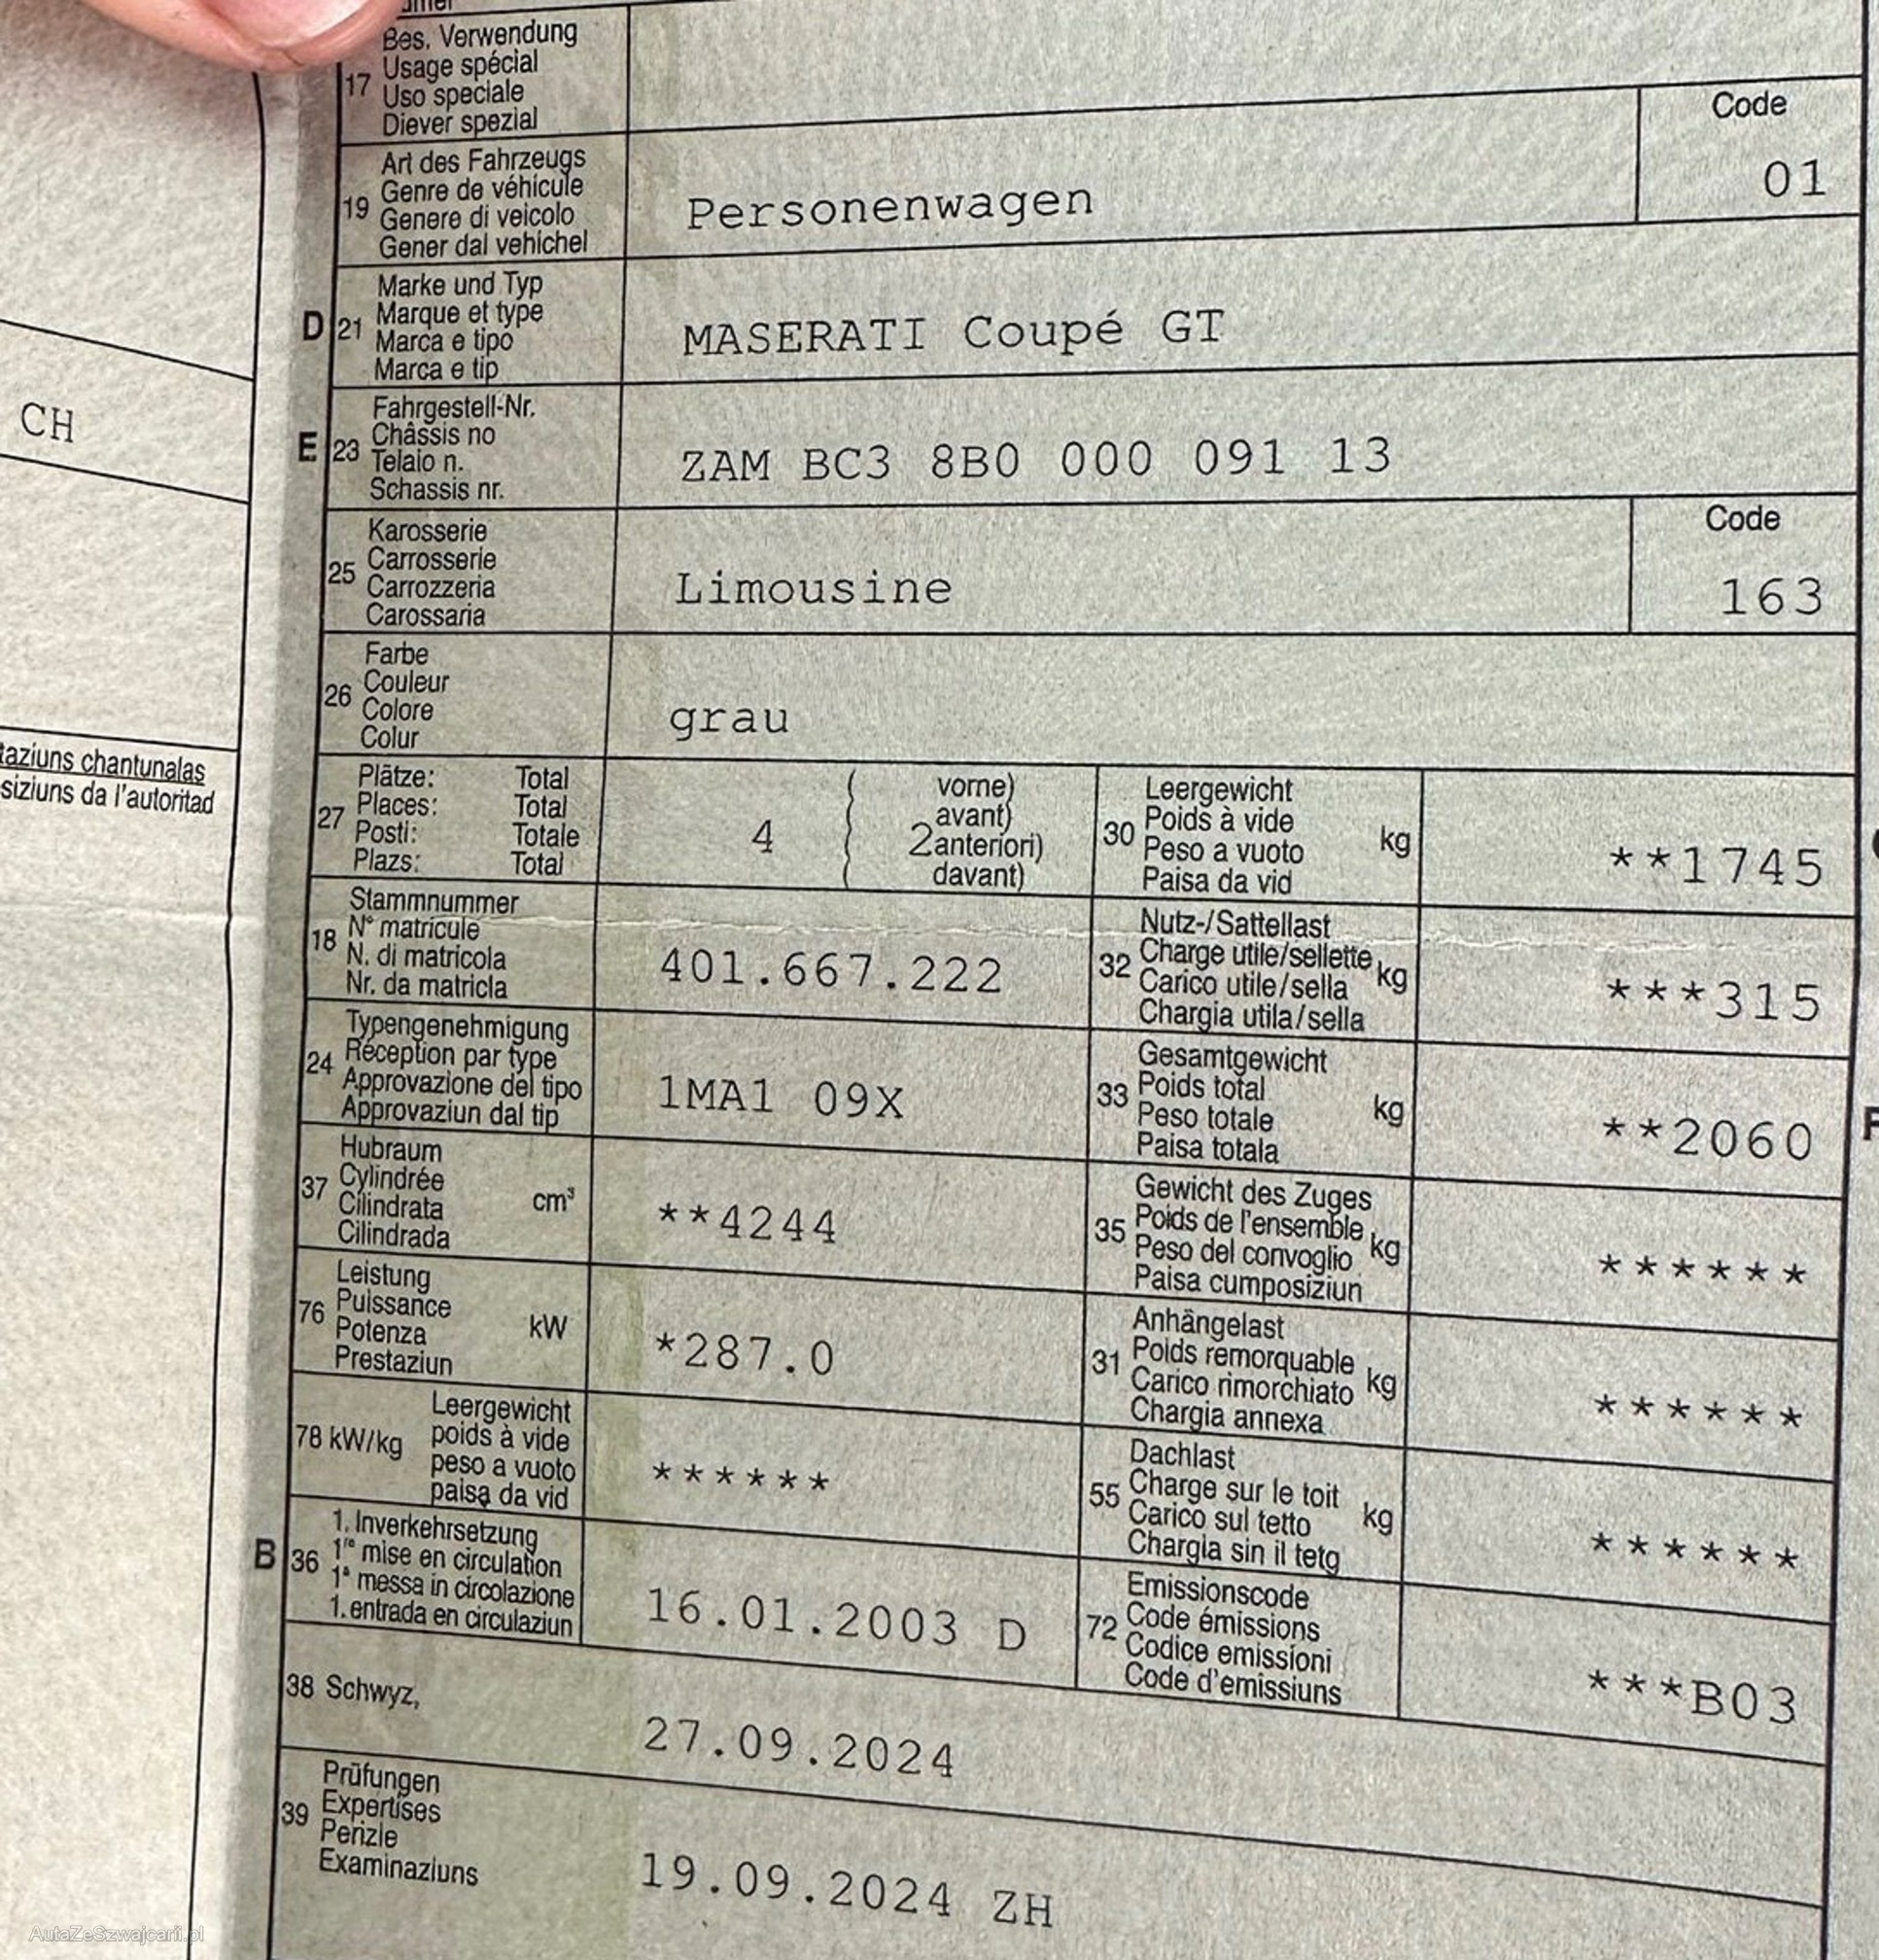 17
Bes. Verwendung
Usage spécial
Uso speciale
Diever spezial
19
Art des Fahrzeugs
Genre de véhicule
Genere di veicolo
Gener dal vehichel
Personenwagen
Code
01
D 21
Marke und Typ
Marque et type
Marca e tipo
Marca e tip
MASERATI Coupé GT
E 23
Fahrgestell-Nr.
Châssis no
Telaio n.
Schassis nr.
ZAM BC3 8B0 000 091 13
CH
25
Karosserie
Carrosserie
Carrozzeria
Carossaria
Limousine
Code
163
26
Farbe
Couleur
Colore
Colur
grau
taziuns chantunalas
siziuns da l'autoritad
27
Plätze: Total
Places: Total
Posti: Totale
Plazs: Total
4
vorne)
avant)
2 anteriori)
davant)
30
Leergewicht
Poids à vide
Peso a vuoto
Paisa da vid
kg
**1745
18
Stammnummer
N° matricule
N. di matricola
Nr. da matricla
401.667.222
32
Nutz-/Sattellast
Charge utile/sellette
Carico utile/sella
Chargia utila/sella
kg
***315
24
Typengenehmigung
Réception par type
Approvazione del tipo
Approvaziun dal tip
1MA1 09X
33
Gesamtgewicht
Poids total
Peso totale
Paisa totala
kg
**2060
37
Hubraum
Cylindrée
Cilindrata
Cilindrada
cm³
**4244
35
Gewicht des Zuges
Poids de l'ensemble
Peso del convoglio
Paisa cumposiziun
kg
******
76
Leistung
Puissance
Potenza
Prestaziun
kW
*287.0
31
Anhängelast
Poids remorquable
Carico rimorchiato
Chargia annexa
kg
******
78 kW/kg
Leergewicht
poids à vide
peso a vuoto
paisa da vid
******
55
Dachlast
Charge sur le toit
Carico sul tetto
Chargia sin il tetg
kg
******
B 36
1. Inverkehrsetzung
1re mise en circulation
1a messa in circolazione
1. entrada en circulaziun
16.01.2003 D
72
Emissionscode
Code émissions
Codice emissioni
Code d'emissiuns
***B03
38 Schwyz,
27.09.2024
39
Prüfungen
Expertises
Perizie
Examinaziuns
19.09.2024 ZH
AutaZeSzwajcarii.pl